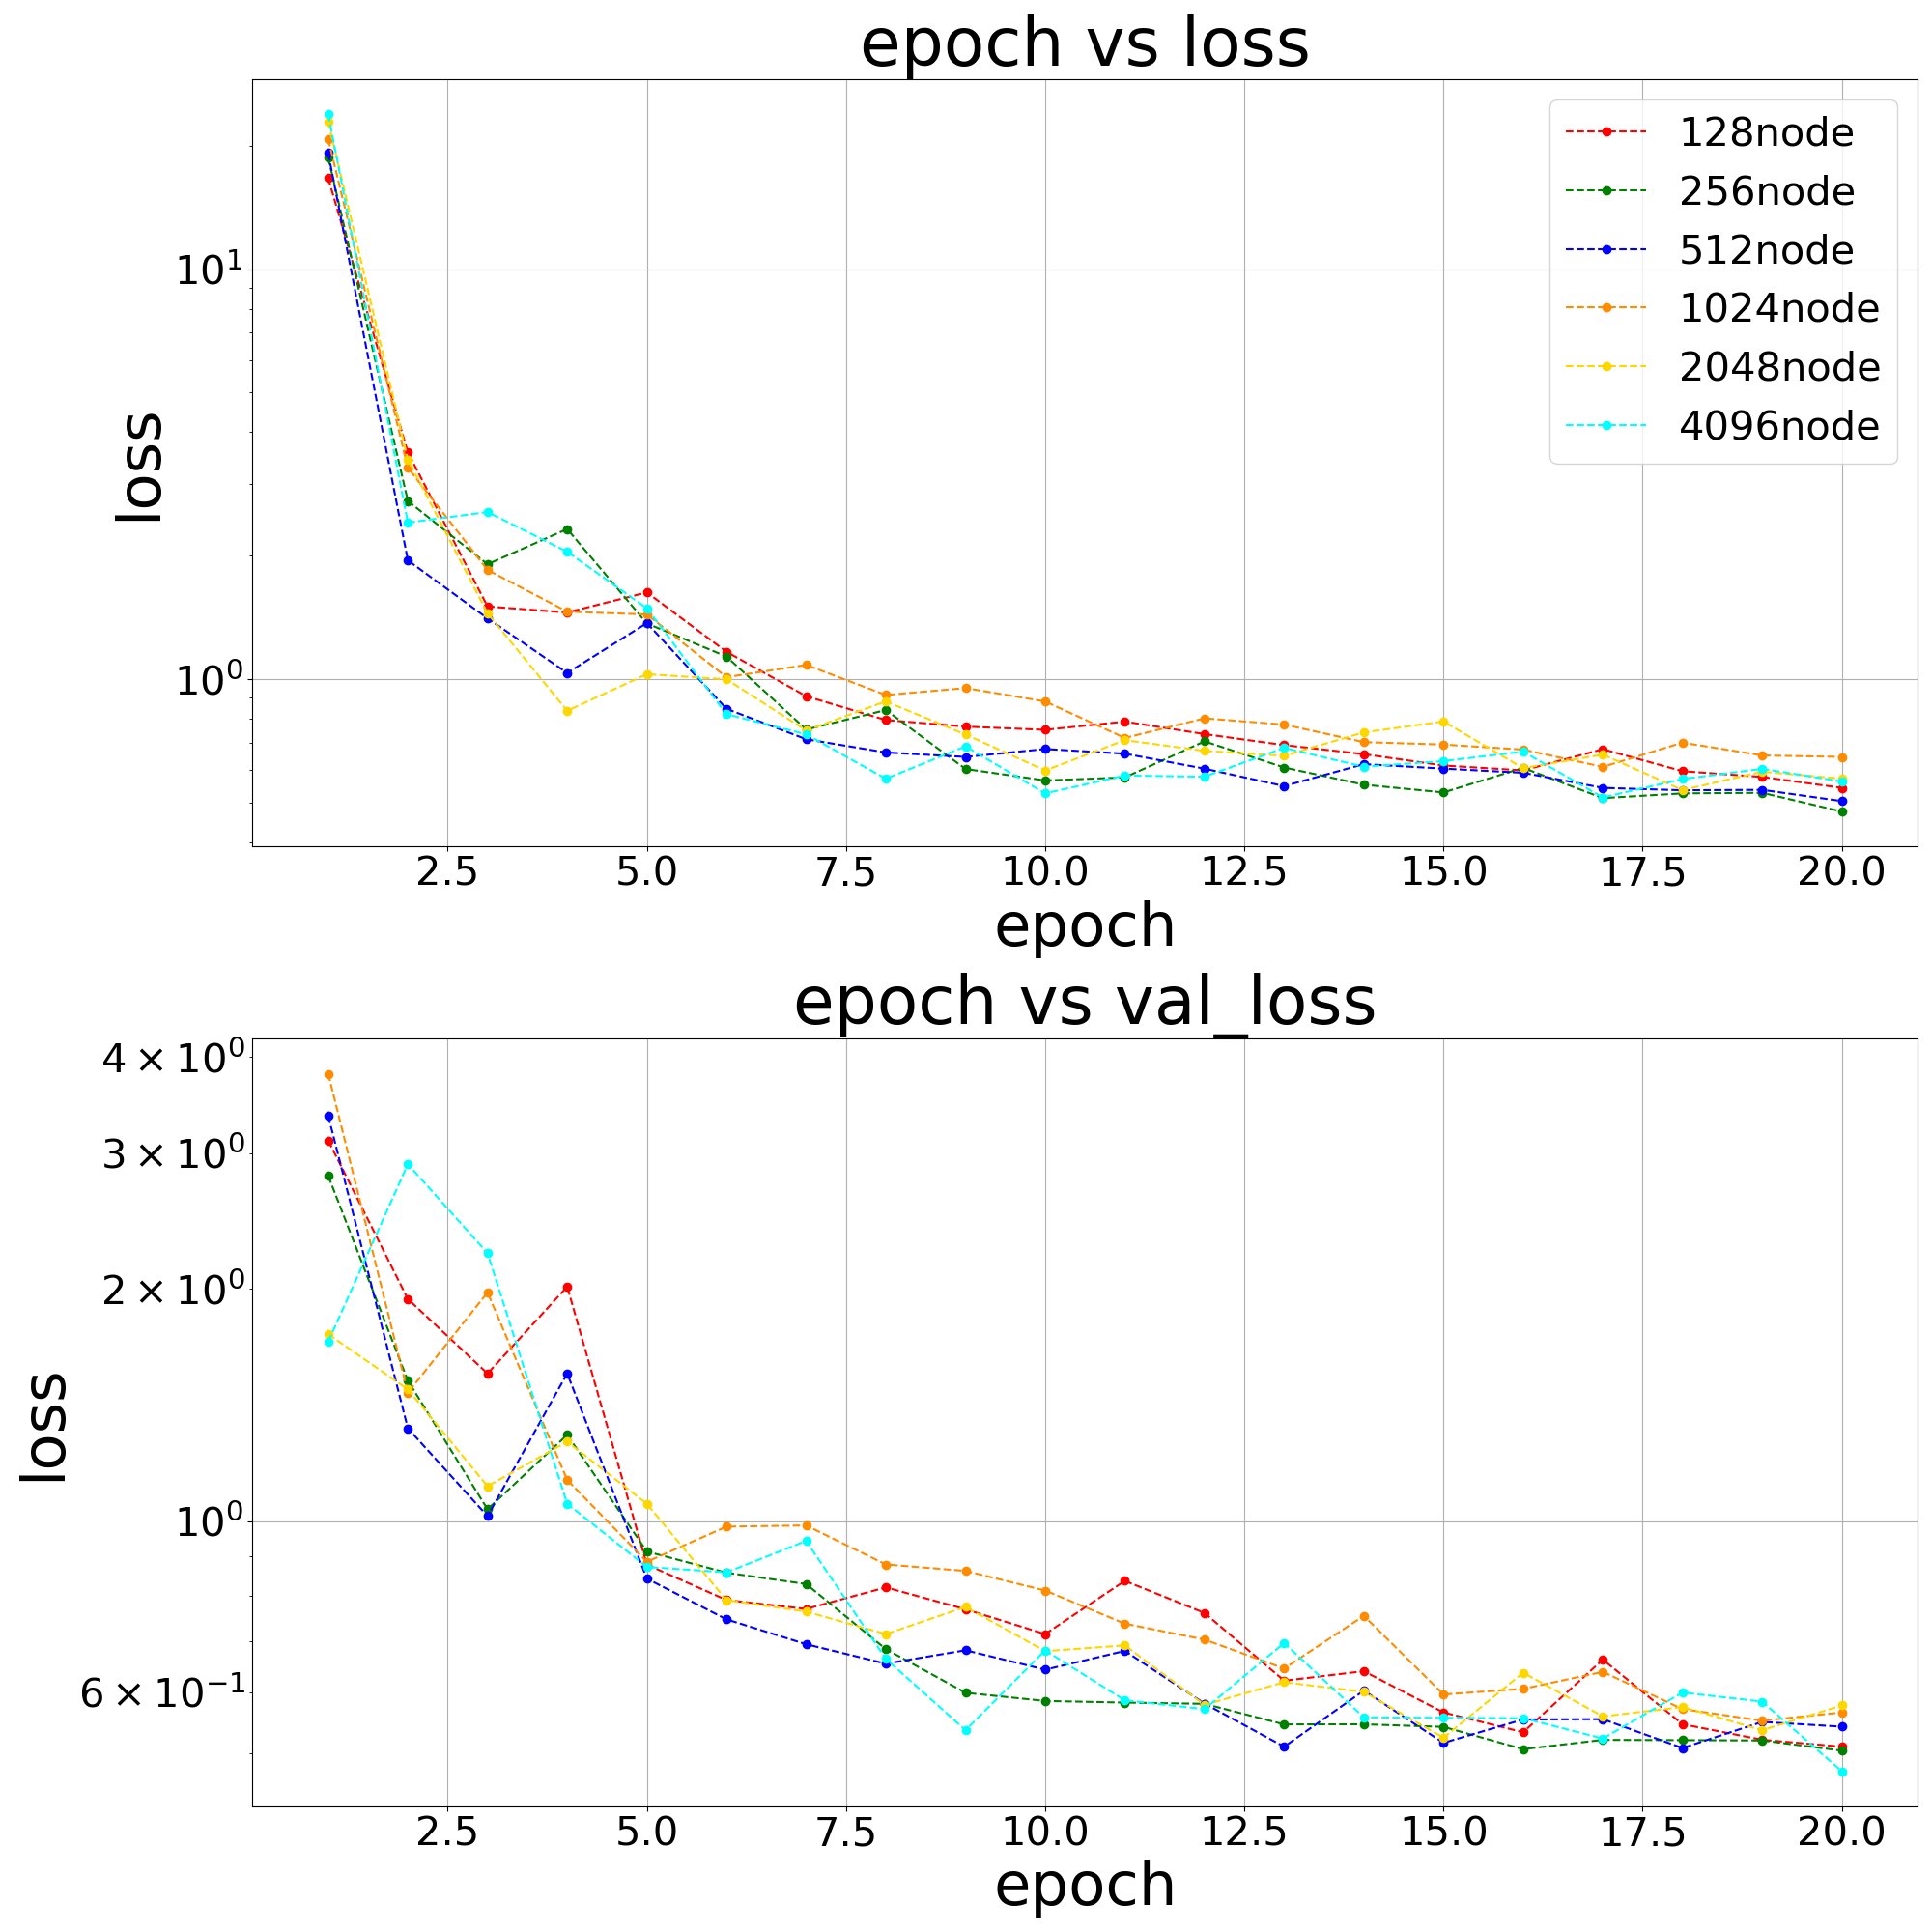 epoch vs loss
10¹
10⁰
loss
128node
256node
512node
1024node
2048node
4096node
2.5 5.0 7.5 10.0 12.5 15.0 17.5 20.0
epoch
epoch vs val_loss
4×10⁰
3×10⁰
2×10⁰
10⁰
6×10⁻¹
loss
2.5 5.0 7.5 10.0 12.5 15.0 17.5 20.0
epoch